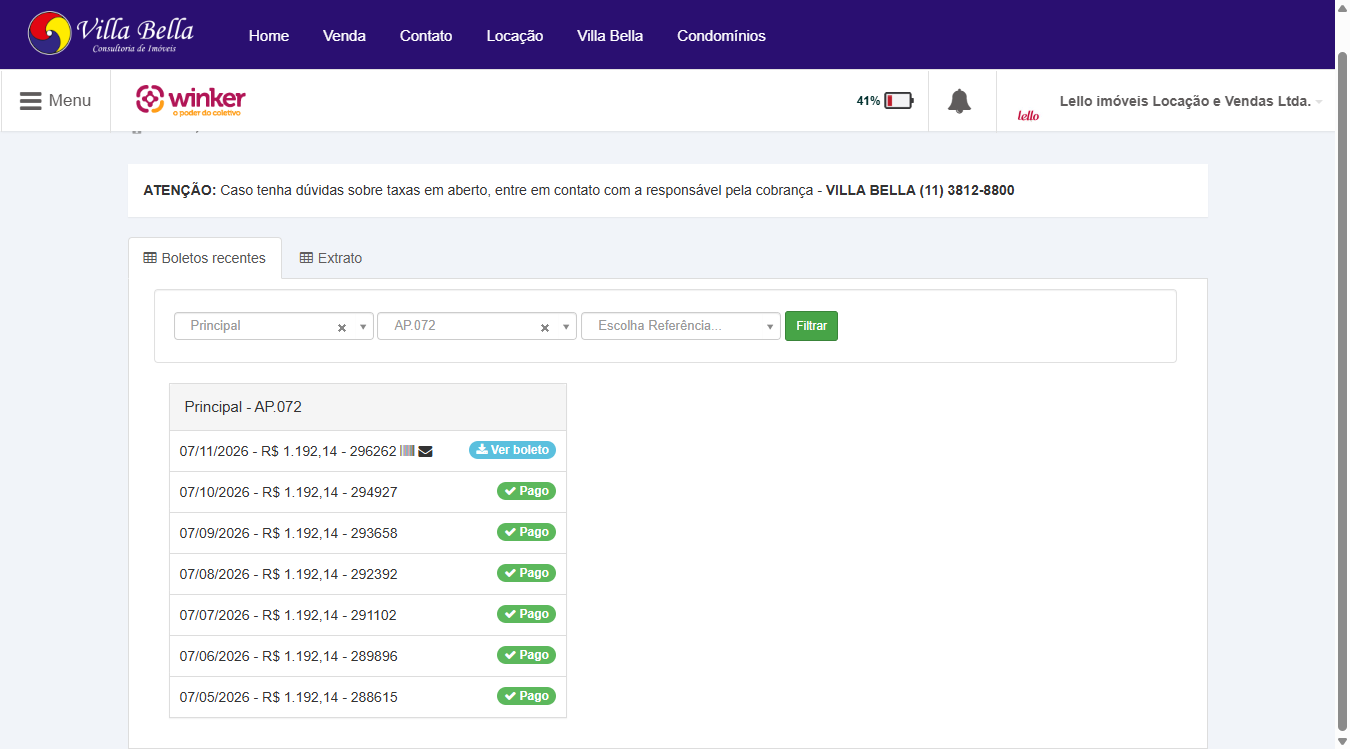 Villa Bella
Consultoria de Imóveis
Home
Venda
Contato
Locação
Villa Bella
Condomínios
Menu
winker
o poder do coletivo
41%
lello
Lello imóveis Locação e Vendas Ltda.
ATENÇÃO: Caso tenha dúvidas sobre taxas em aberto, entre em contato com a responsável pela cobrança - VILLA BELLA (11) 3812-8800
Boletos recentes
Extrato
Principal
AP.072
Escolha Referência...
Filtrar
Principal - AP.072
07/11/2026 - R$ 1.192,14 - 296262 Ver boleto
07/10/2026 - R$ 1.192,14 - 294927 Pago
07/09/2026 - R$ 1.192,14 - 293658 Pago
07/08/2026 - R$ 1.192,14 - 292392 Pago
07/07/2026 - R$ 1.192,14 - 291102 Pago
07/06/2026 - R$ 1.192,14 - 289896 Pago
07/05/2026 - R$ 1.192,14 - 288615 Pago